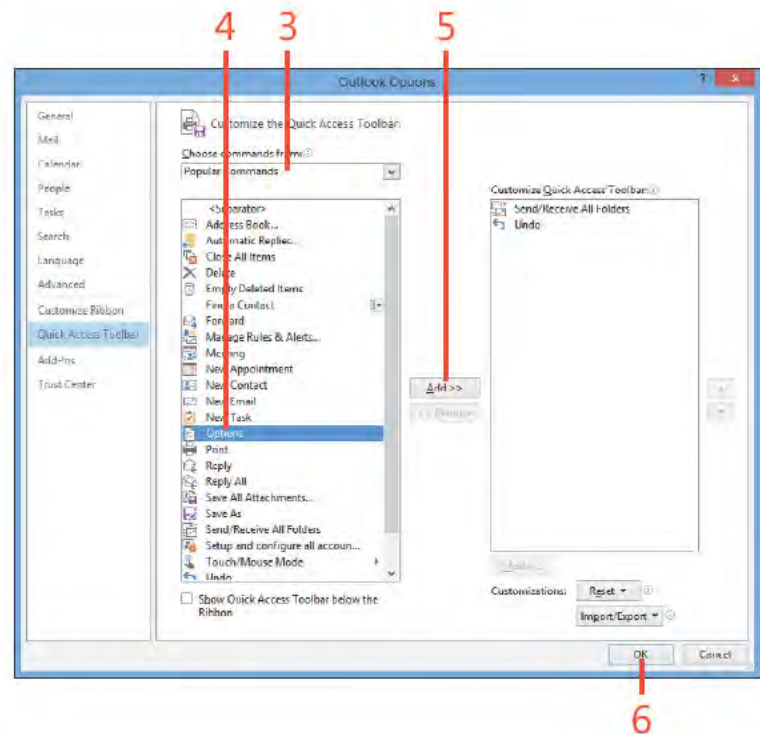 4 3 5
Outlook Options
?
General
Mail
Calendar
People
Tasks
Search
Language
Advanced
Customize Ribbon
Quick Access Toolbar
Add-Ins
Trust Center
Customize the Quick Access Toolbar.
Choose commands from:
Popular Commands
<Separator>
Address Book...
Automatic Replies...
Close All Items
Delete
Empty Deleted Items
Find a Contact
Forward
Manage Rules & Alerts...
Meeting
New Appointment
New Contact
New Email
New Task
Options
Print
Reply
Reply All
Save All Attachments...
Save As
Send/Receive All Folders
Setup and configure all accoun...
Touch/Mouse Mode
Undo
Show Quick Access Toolbar below the
Ribbon
Add >>
<< Remove
Customize Quick Access Toolbar:
Send/Receive All Folders
Undo
Modify...
Customizations:
Reset
Import/Export
OK
Cancel
6